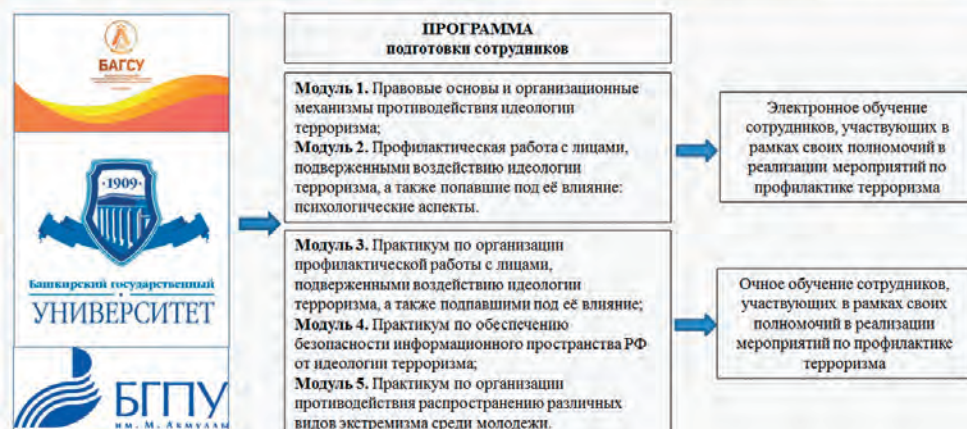 БАГСУ
·1909·
Башкирский государственный
УНИВЕРСИТЕТ
БГПУ
им. М. Акмуллы
ПРОГРАММА
подготовки сотрудников
Модуль 1. Правовые основы и организационные
механизмы противодействия идеологии
терроризма;
Модуль 2. Профилактическая работа с лицами,
подверженными воздействию идеологии
терроризма, а также попавшие под её влияние:
психологические аспекты.
Модуль 3. Практикум по организации
профилактической работы с лицами,
подверженными воздействию идеологии
терроризма, а также подпавшими под её влияние;
Модуль 4. Практикум по обеспечению
безопасности информационного пространства РФ
от идеологии терроризма;
Модуль 5. Практикум по организации
противодействия распространению различных
видов экстремизма среди молодежи.
Электронное обучение
сотрудников, участвующих в
рамках своих полномочий в
реализации мероприятий по
профилактике терроризма
Очное обучение сотрудников,
участвующих в рамках своих
полномочий в реализации
мероприятий по профилактике
терроризма